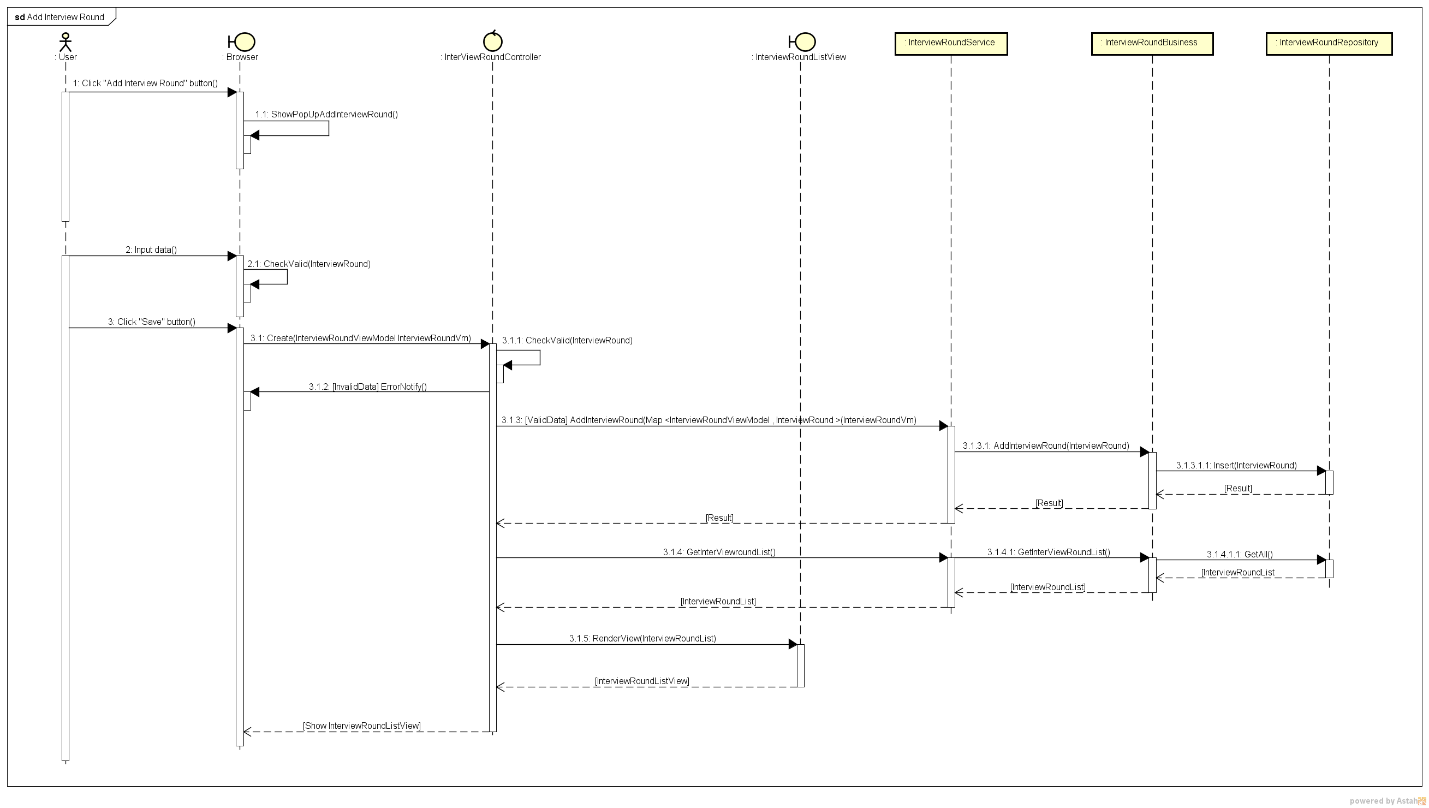 sd Add Interview Round
: User
: Browser
: InterViewRoundController
: InterviewRoundListView
: InterviewRoundService
: InterviewRoundBusiness
: InterviewRoundRepository
1: Click "Add Interview Round" button()
1.1: ShowPopUpAddInterviewRound()
2: Input data()
2.1: CheckValid(InterviewRound)
3: Click "Save" button()
3.1: Create(InterviewRoundViewModel InterviewRoundVm)
3.1.1: CheckValid(InterviewRound)
3.1.2: [InvalidData] ErrorNotify()
3.1.3: [ValidData] AddInterviewRound(Map <InterviewRoundViewModel , InterviewRound >(InterviewRoundVm)
3.1.3.1: AddInterviewRound(InterviewRound)
3.1.3.1.1: Insert(InterviewRound)
[Result]
[Result]
[Result]
3.1.4: GetInterViewroundList()
3.1.4.1: GetInterViewRoundList()
3.1.4.1.1: GetAll()
[InterviewRoundList
[InterviewRoundList]
[InterviewRoundList]
3.1.5: RenderView(InterviewRoundList)
[InterviewRoundListView]
[Show InterviewRoundListView]
powered by Astah